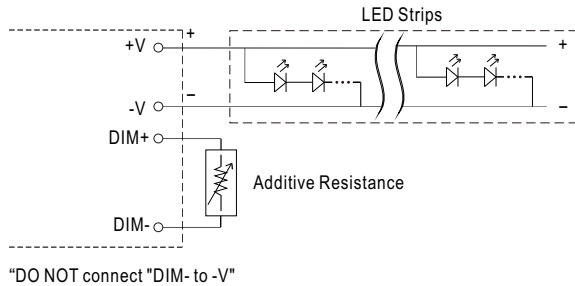 LED Strips
+V
+
+
-V
−
−
DIM+
Additive Resistance
DIM-
“DO NOT connect "DIM- to -V"